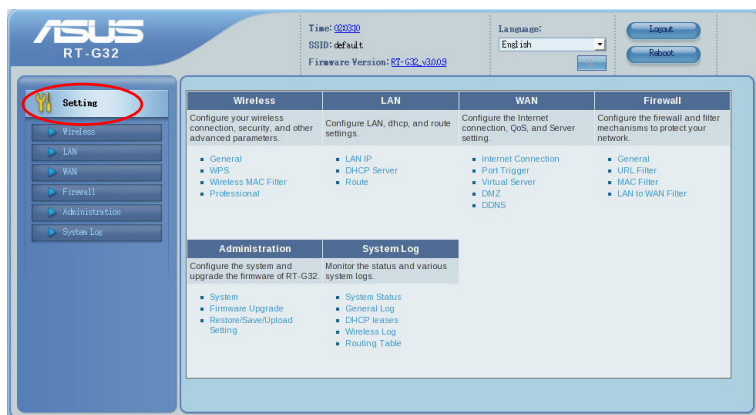 ASUS
RT-G32
Time: 020310
SSID: default
Firmware Version: RT-G32_v3.0.0.9
Language:
English
Logout
Reboot
Setting
Wireless
LAN
WAN
Firewall
Administration
System Log
Wireless
Configure your wireless
connection, security, and other
advanced parameters.
General
WPS
Wireless MAC Filter
Professional
LAN
Configure LAN, dhcp, and route
settings.
LAN IP
DHCP Server
Route
WAN
Configure the Internet
connection, QoS, and Server
setting.
Internet Connection
Port Trigger
Virtual Server
DMZ
DDNS
Firewall
Configure the firewall and filter
mechanisms to protect your
network.
General
URL Filter
MAC Filter
LAN to WAN Filter
Administration
Configure the system and
upgrade the firmware of RT-G32.
System
Firmware Upgrade
Restore/Save/Upload
Setting
System Log
Monitor the status and various
system logs.
System Status
General Log
DHCP leases
Wireless Log
Routing Table